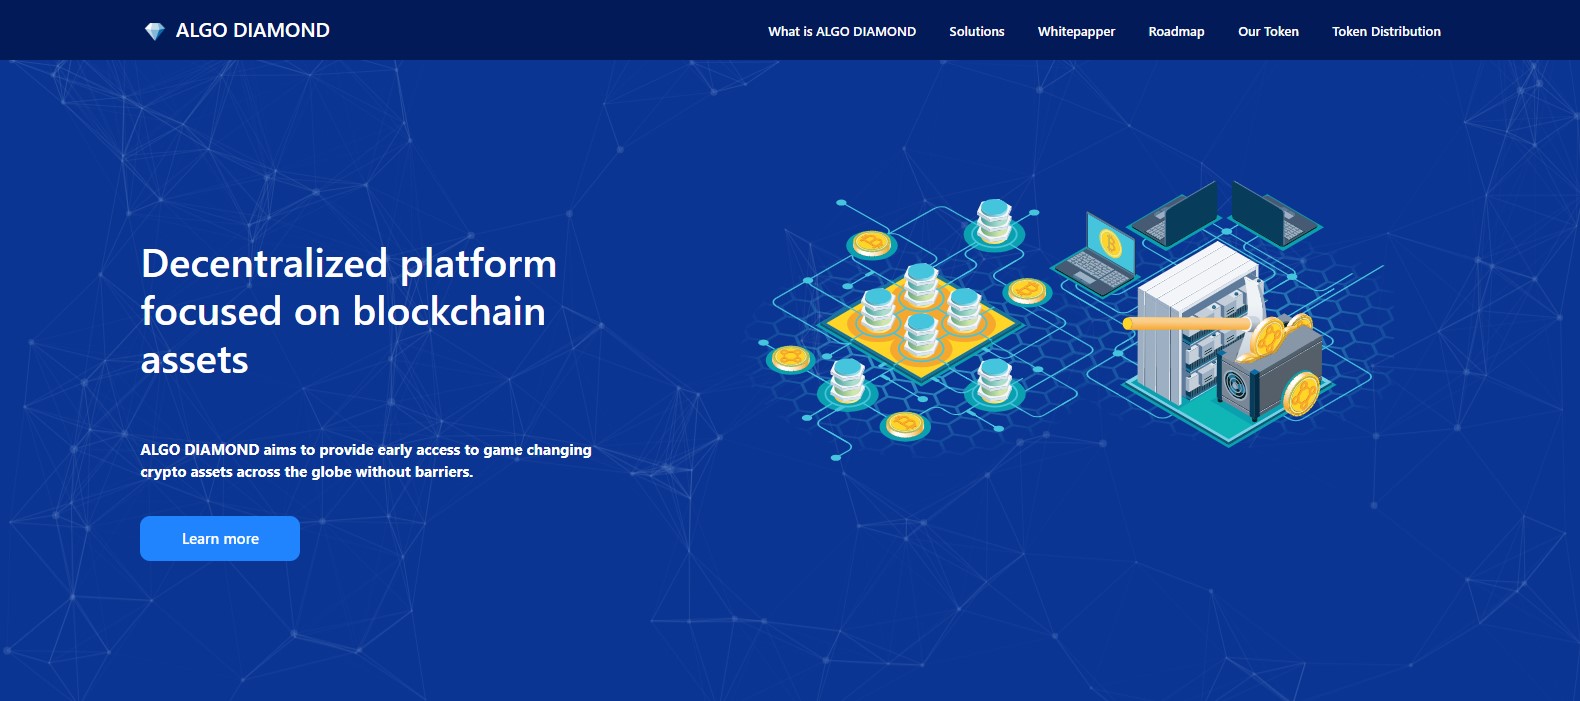 ALGO DIAMOND
What is ALGO DIAMOND
Solutions
Whitepapper
Roadmap
Our Token
Token Distribution
Decentralized platform
focused on blockchain
assets
ALGO DIAMOND aims to provide early access to game changing
crypto assets across the globe without barriers.
Learn more